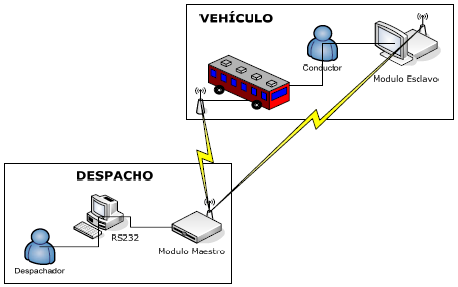 VEHÍCULO
Conductor
Modulo Esclavo
DESPACHO
RS232
Modulo Maestro
Despachador